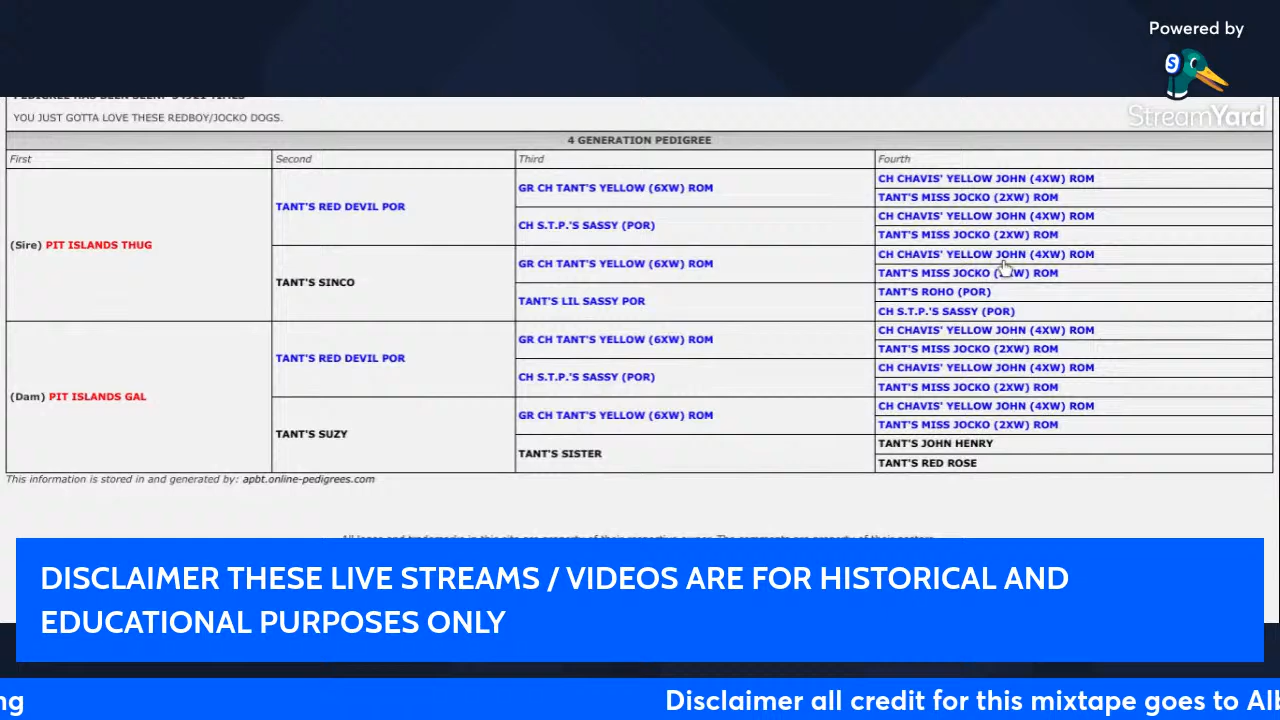 Powered by
StreamYard
YOU JUST GOTTA LOVE THESE REDBOY/JOCKO DOGS.
4 GENERATION PEDIGREE
First Second Third Fourth
CH CHAVIS' YELLOW JOHN (4XW) ROM
GR CH TANT'S YELLOW (6XW) ROM
TANT'S MISS JOCKO (2XW) ROM
TANT'S RED DEVIL POR
CH CHAVIS' YELLOW JOHN (4XW) ROM
CH S.T.P.'S SASSY (POR)
TANT'S MISS JOCKO (2XW) ROM
(Sire) PIT ISLANDS THUG
CH CHAVIS' YELLOW JOHN (4XW) ROM
GR CH TANT'S YELLOW (6XW) ROM
TANT'S MISS JOCKO ROM
TANT'S SINCO
TANT'S ROHO (POR)
TANT'S LIL SASSY POR
CH S.T.P.'S SASSY (POR)
CH CHAVIS' YELLOW JOHN (4XW) ROM
GR CH TANT'S YELLOW (6XW) ROM
TANT'S MISS JOCKO (2XW) ROM
TANT'S RED DEVIL POR
CH CHAVIS' YELLOW JOHN (4XW) ROM
CH S.T.P.'S SASSY (POR)
TANT'S MISS JOCKO (2XW) ROM
(Dam) PIT ISLANDS GAL
CH CHAVIS' YELLOW JOHN (4XW) ROM
GR CH TANT'S YELLOW (6XW) ROM
TANT'S MISS JOCKO (2XW) ROM
TANT'S SUZY
TANT'S JOHN HENRY
TANT'S SISTER
TANT'S RED ROSE
This information is stored in and generated by: apbt.online-pedigrees.com
DISCLAIMER THESE LIVE STREAMS / VIDEOS ARE FOR HISTORICAL AND
EDUCATIONAL PURPOSES ONLY
ng Disclaimer all credit for this mixtape goes to Alb